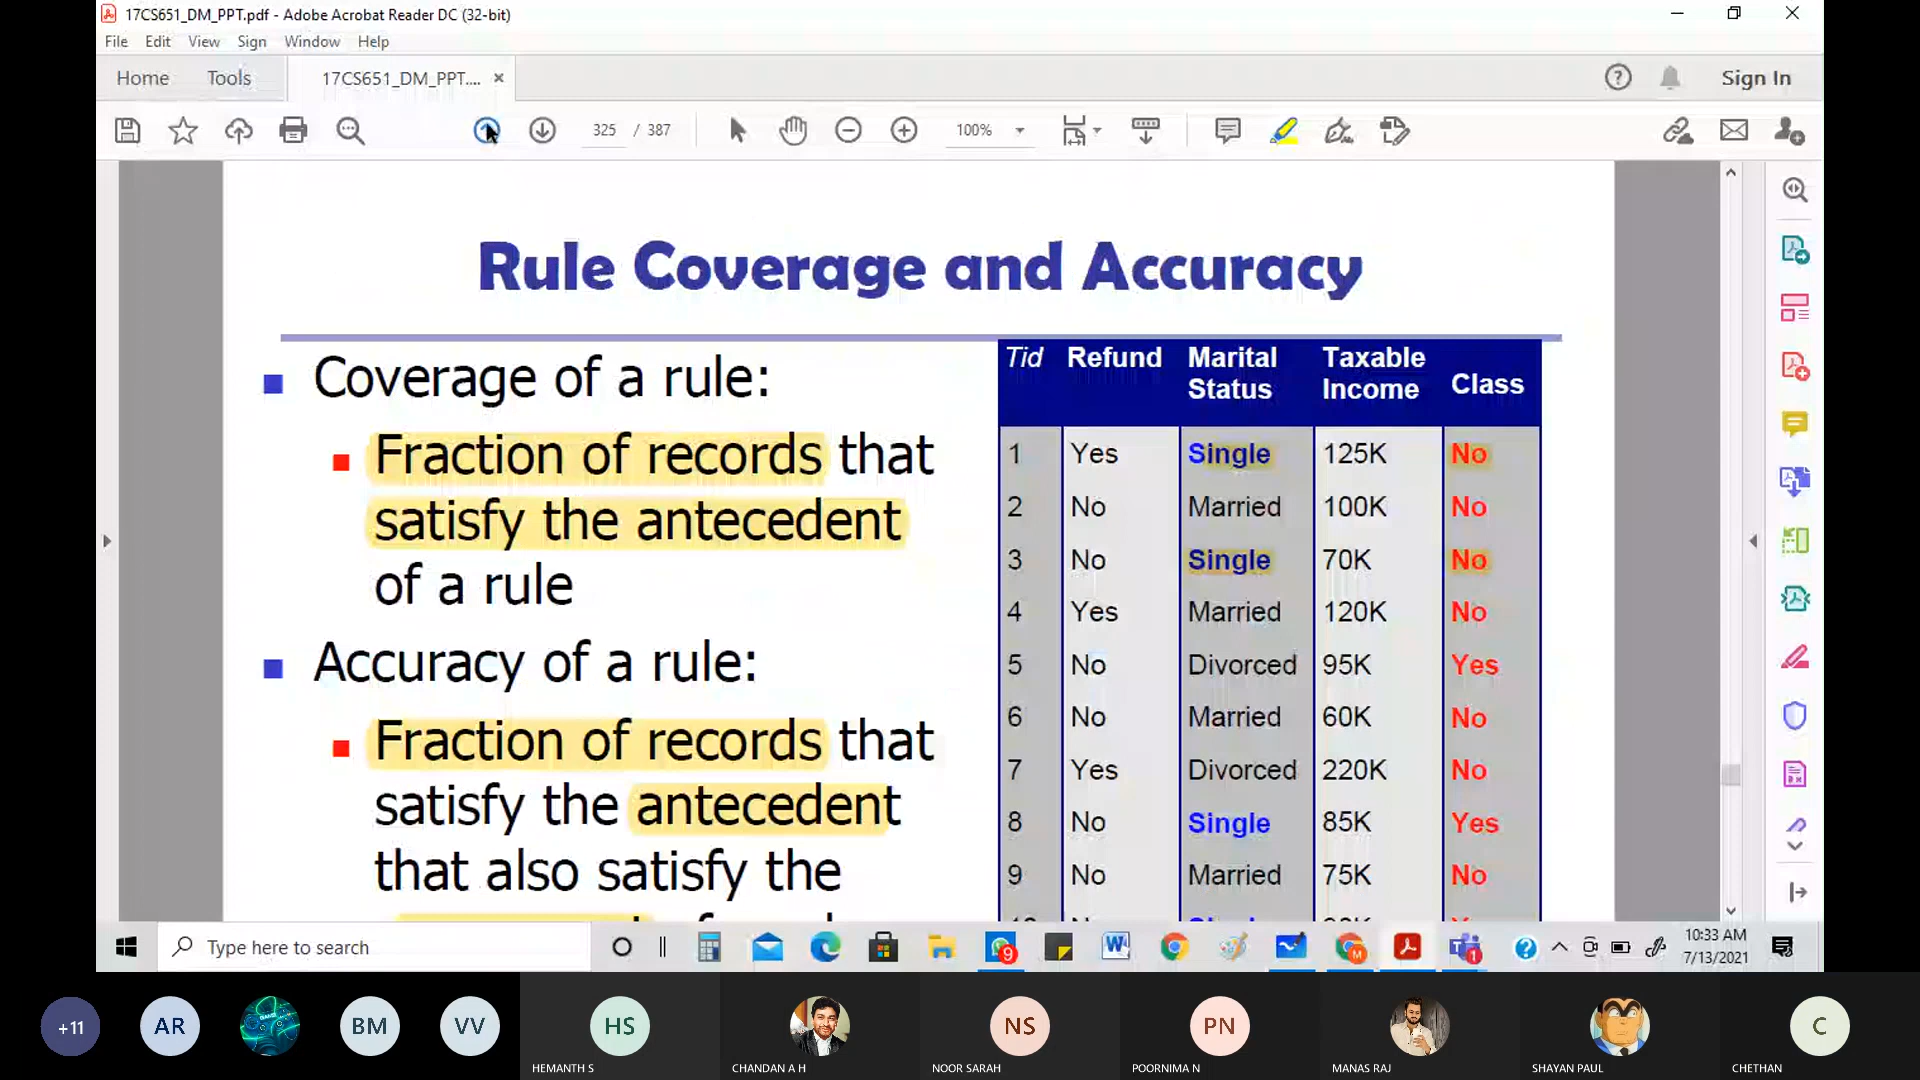 17CS651_DM_PPT.pdf - Adobe Acrobat Reader DC (32-bit)
File Edit View Sign Window Help
Home Tools 17CS651_DM_PPT.... × Sign In
325 / 387 100%
Rule Coverage and Accuracy
Coverage of a rule:
Fraction of records that
satisfy the antecedent
of a rule
Accuracy of a rule:
Fraction of records that
satisfy the antecedent
that also satisfy the
Tid Refund Marital Status Taxable Income Class
1 Yes Single 125K No
2 No Married 100K No
3 No Single 70K No
4 Yes Married 120K No
5 No Divorced 95K Yes
6 No Married 60K No
7 Yes Divorced 220K No
8 No Single 85K Yes
9 No Married 75K No
Type here to search
9
1
10:33 AM
7/13/2021
+11 AR BM VV HS NS PN C
HEMANTH S CHANDAN A H NOOR SARAH POORNIMA N MANAS RAJ SHAYAN PAUL CHETHAN